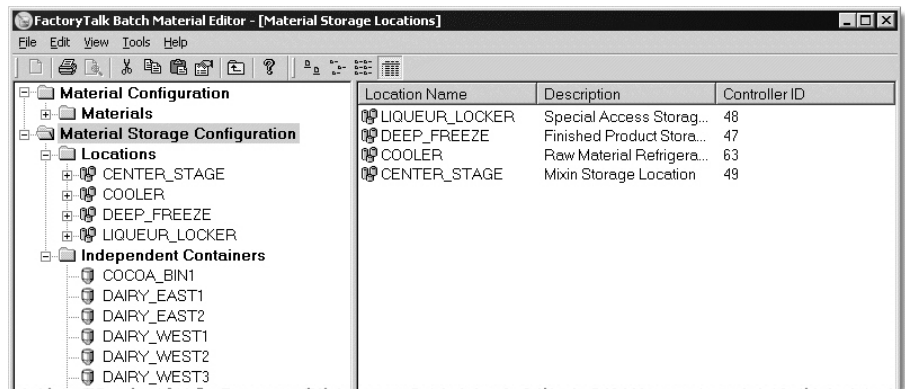 FactoryTalk Batch Material Editor - [Material Storage Locations]
File Edit View Tools Help
Material Configuration
Materials
Material Storage Configuration
Locations
CENTER_STAGE
COOLER
DEEP_FREEZE
LIQUEUR_LOCKER
Independent Containers
COCOA_BIN1
DAIRY_EAST1
DAIRY_EAST2
DAIRY_WEST1
DAIRY_WEST2
DAIRY_WEST3
Location Name Description Controller ID
LIQUEUR_LOCKER Special Access Storag... 48
DEEP_FREEZE Finished Product Stora... 47
COOLER Raw Material Refrigera... 63
CENTER_STAGE Mixin Storage Location 49